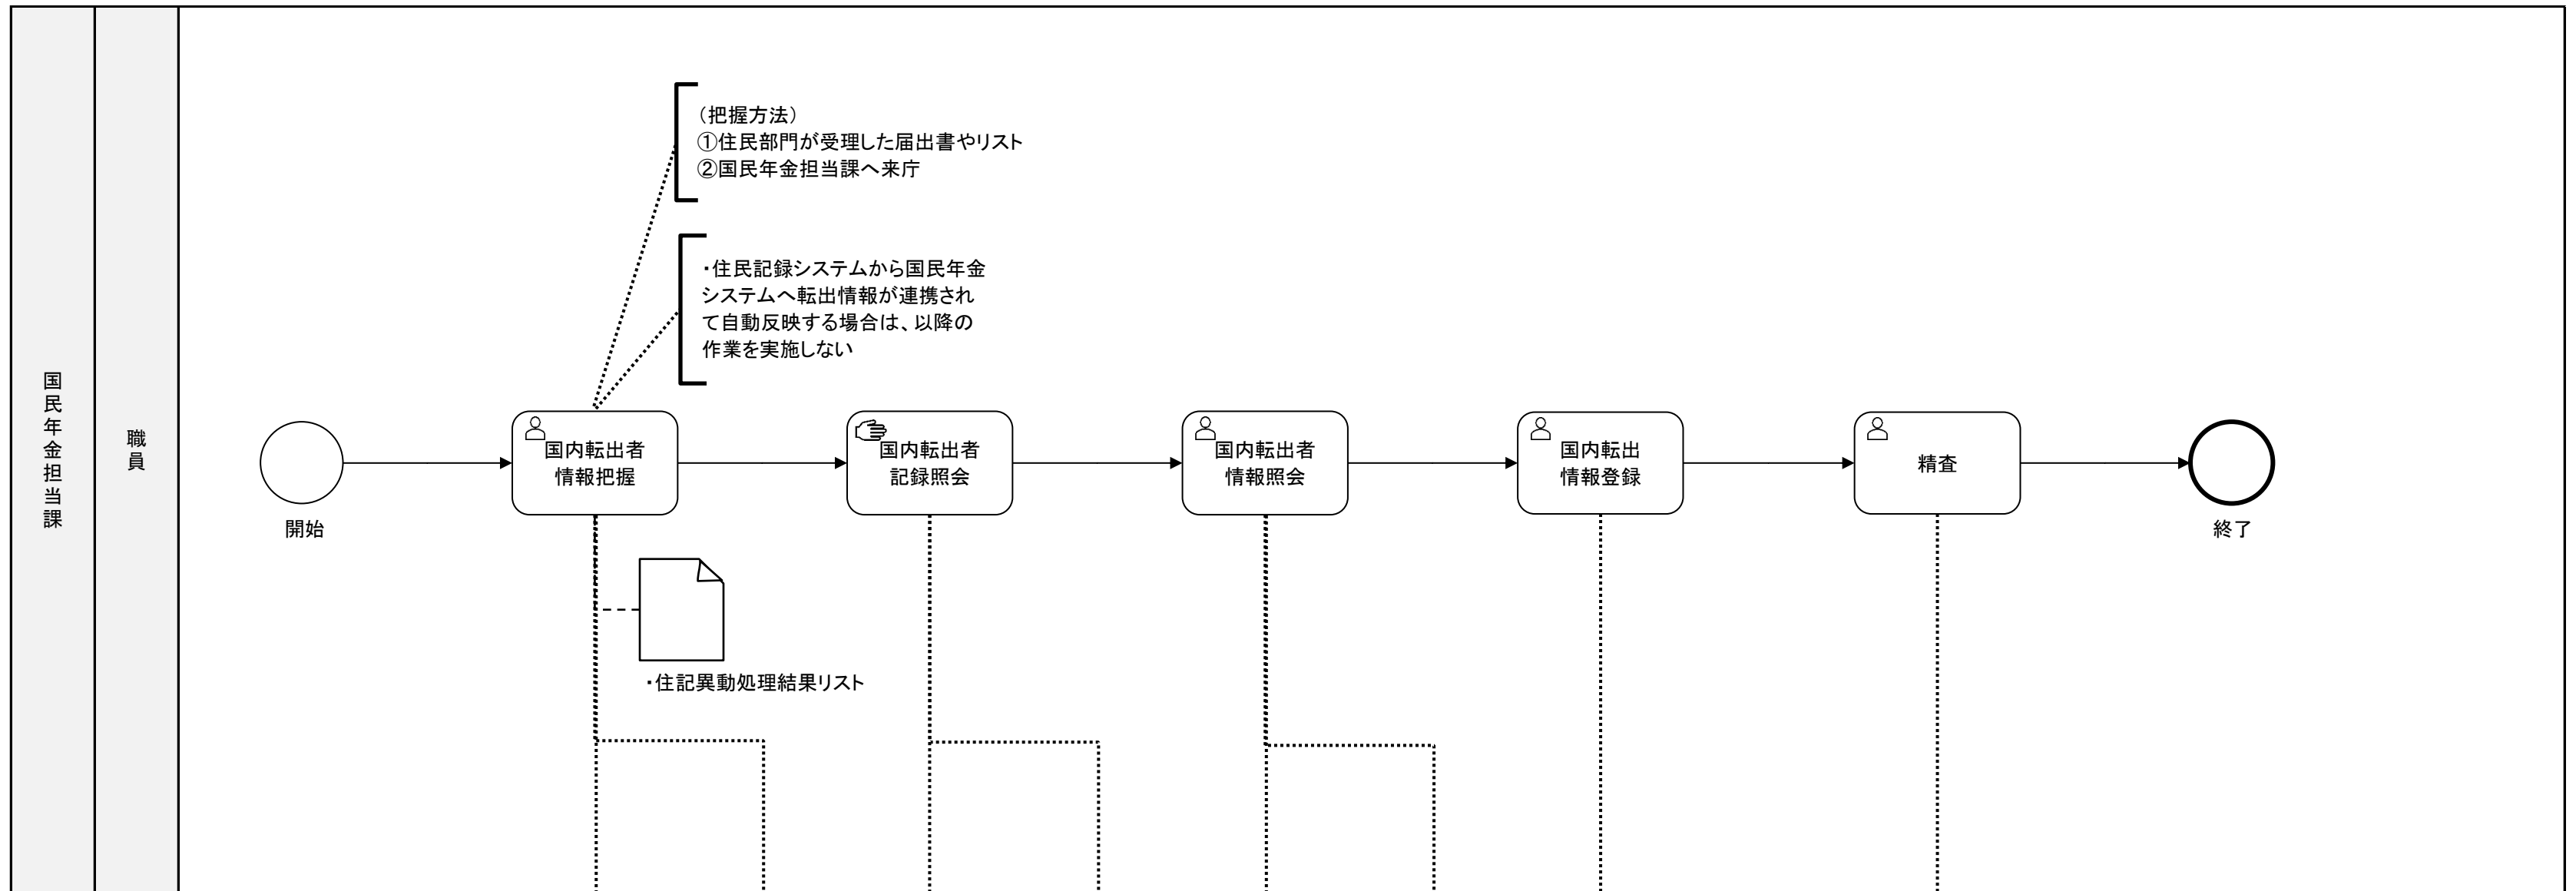 国民年金担当課
職員
（把握方法）
①住民部門が受理した届出書やリスト
②国民年金担当課へ来庁
・住民記録システムから国民年金
システムへ転出情報が連携され
て自動反映する場合は、以降の
作業を実施しない
開始
国内転出者
情報把握
国内転出者
記録照会
国内転出者
情報照会
国内転出
情報登録
精査
終了
・住記異動処理結果リスト